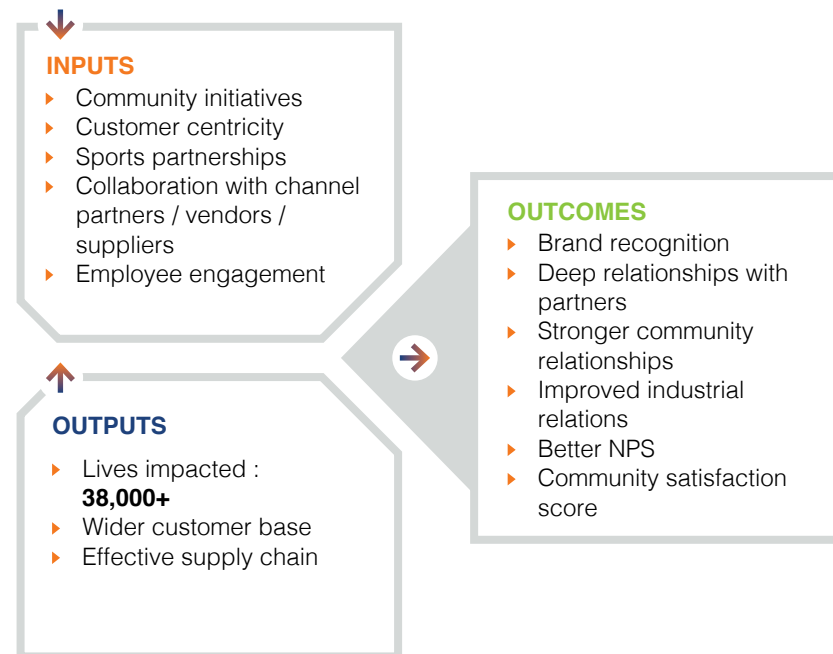 INPUTS
Community initiatives
Customer centricity
Sports partnerships
Collaboration with channel
partners / vendors /
suppliers
Employee engagement
OUTPUTS
Lives impacted :
38,000+
Wider customer base
Effective supply chain
OUTCOMES
Brand recognition
Deep relationships with
partners
Stronger community
relationships
Improved industrial
relations
Better NPS
Community satisfaction
score